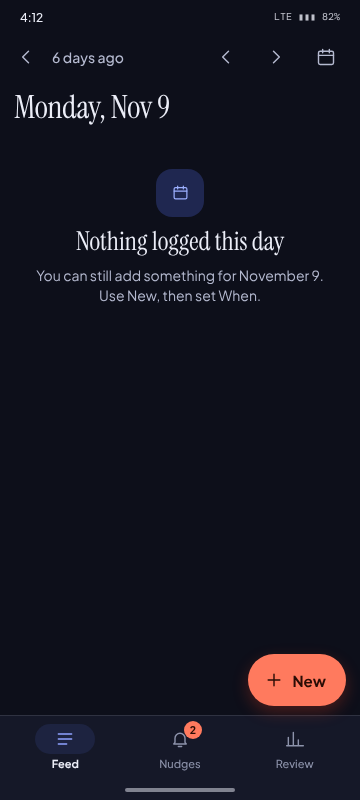 4:12
LTE 82%
6 days ago
Monday, Nov 9
Nothing logged this day
You can still add something for November 9.
Use New, then set When.
New
2
Feed
Nudges
Review